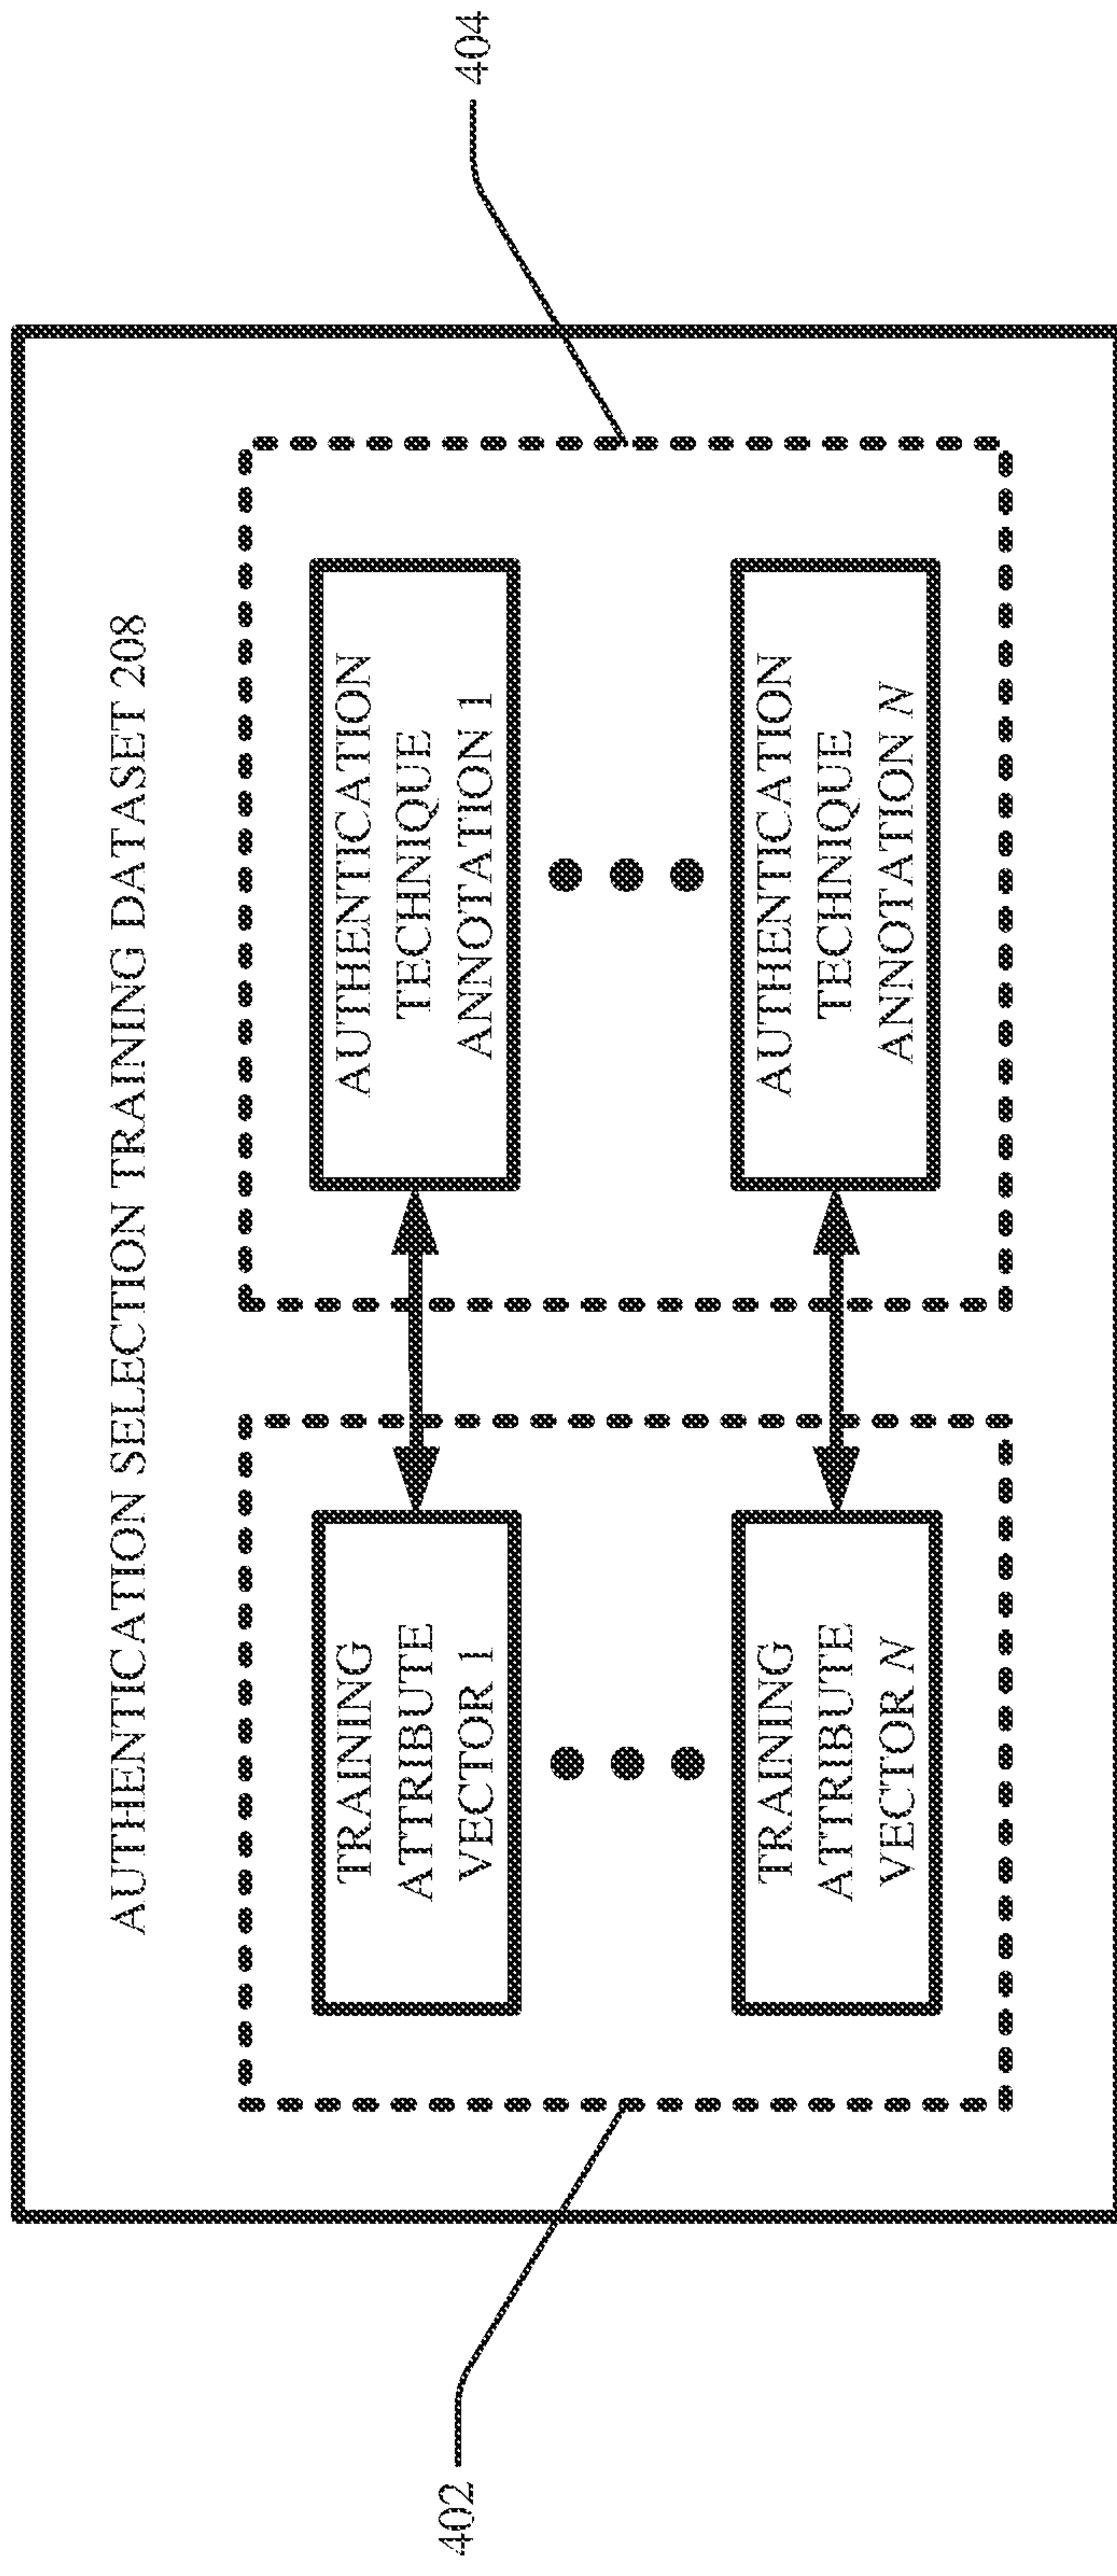 AUTHENTICATION SELECTION TRAINING DATASET 208
TRAINING
ATTRIBUTE
VECTOR 1
AUTHENTICATION
TECHNIQUE
ANNOTATION 1
TRAINING
ATTRIBUTE
VECTOR N
AUTHENTICATION
TECHNIQUE
ANNOTATION N
402
404